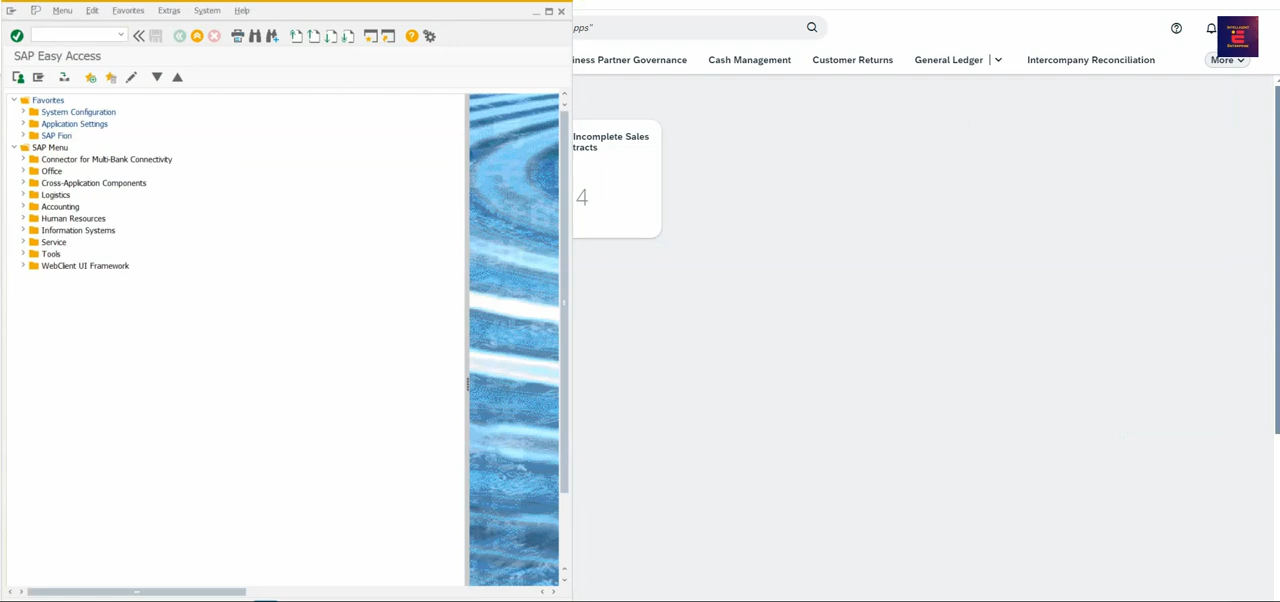 Menu Edit Favorites Extras System Help
SAP Easy Access
Favorites
System Configuration
Application Settings
SAP Fiori
SAP Menu
Connector for Multi-Bank Connectivity
Office
Cross-Application Components
Logistics
Accounting
Human Resources
Information Systems
Service
Tools
WebClient UI Framework
pps"
INTELLIGENT
ENTERPRISE
iness Partner Governance Cash Management Customer Returns General Ledger Intercompany Reconciliation More
Incomplete Sales
tracts
4